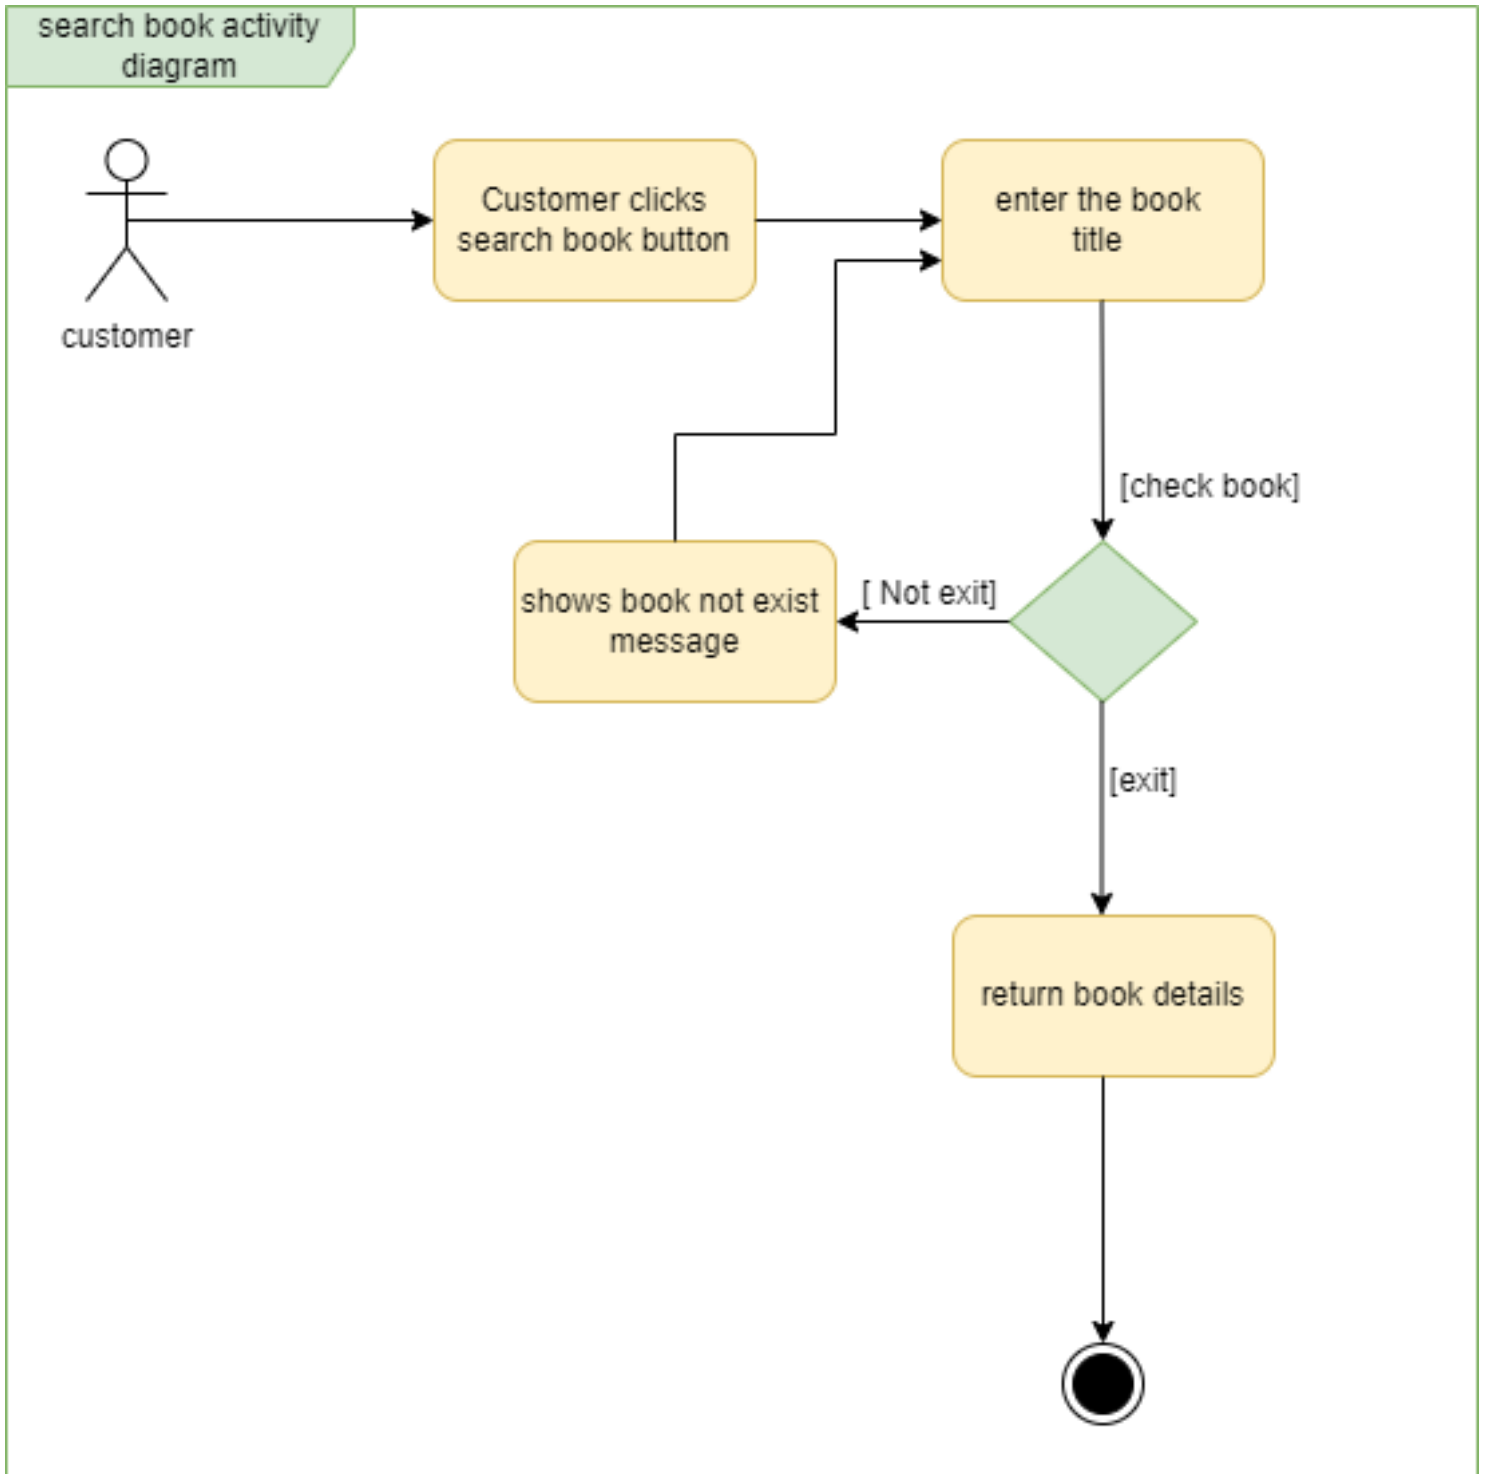 search book activity
diagram
customer
Customer clicks
search book button
enter the book
title
[check book]
[ Not exit]
shows book not exist
message
[exit]
return book details